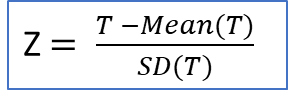 Z = T − Mean(T) / SD(T)